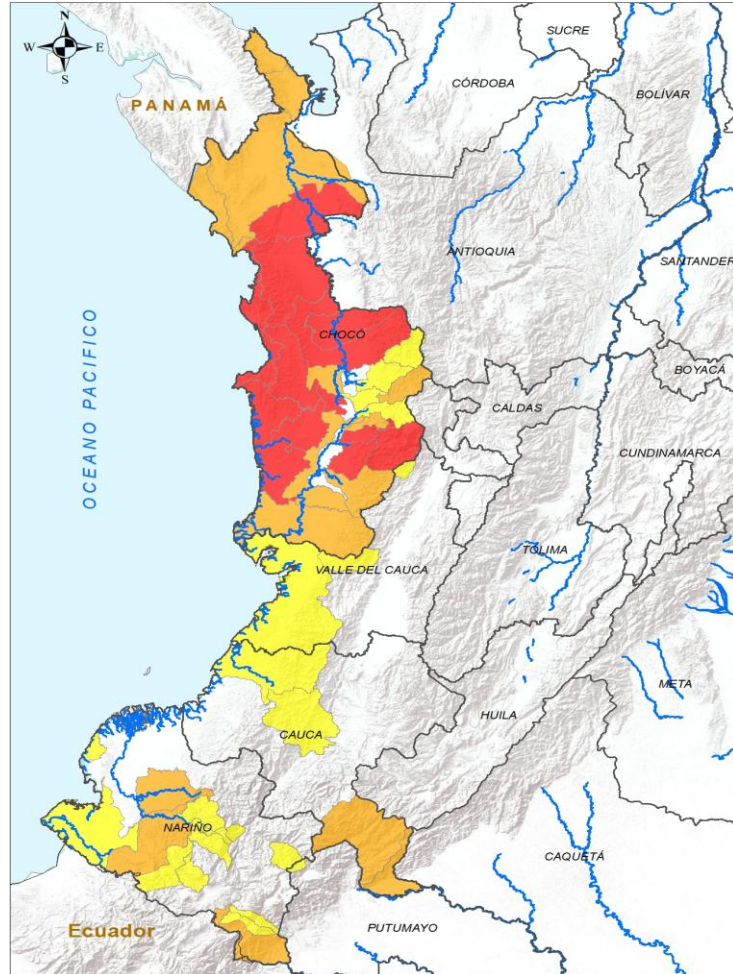 N
W E
S
SUCRE
CÓRDOBA
BOLÍVAR
PANAMÁ
ANTIOQUIA
SANTANDER
OCEANO PACIFICO
CHOCÓ
BOYACÁ
CALDAS
CUNDINAMARCA
TOLIMA
VALLE DEL CAUCA
META
HUILA
CAUCA
NARIÑO
CAQUETÁ
Ecuador
PUTUMAYO